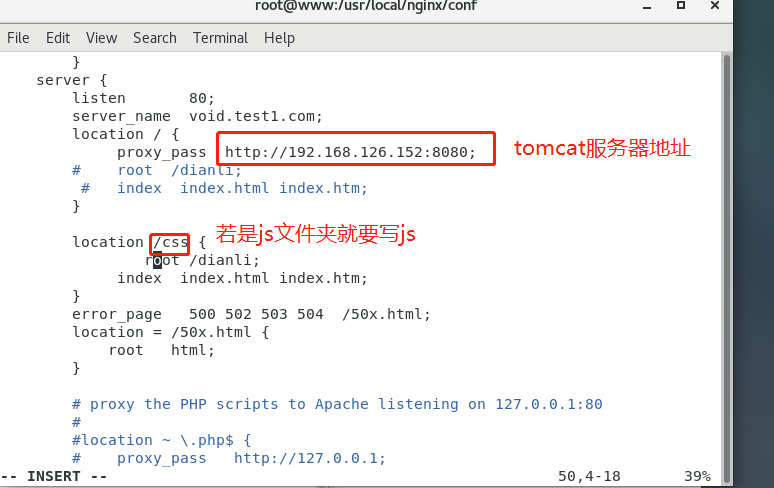 root@www:/usr/local/nginx/conf
File Edit View Search Terminal Help
}
server {
listen 80;
server_name void.test1.com;
location / {
proxy_pass http://192.168.126.152:8080; tomcat服务器地址
# root /dianli;
# index index.html index.htm;
}
location /css { 若是js文件夹就要写js
root /dianli;
index index.html index.htm;
}
error_page 500 502 503 504 /50x.html;
location = /50x.html {
root html;
}
# proxy the PHP scripts to Apache listening on 127.0.0.1:80
#
#location ~ \.php$ {
# proxy_pass http://127.0.0.1;
-- INSERT -- 50,4-18 39%